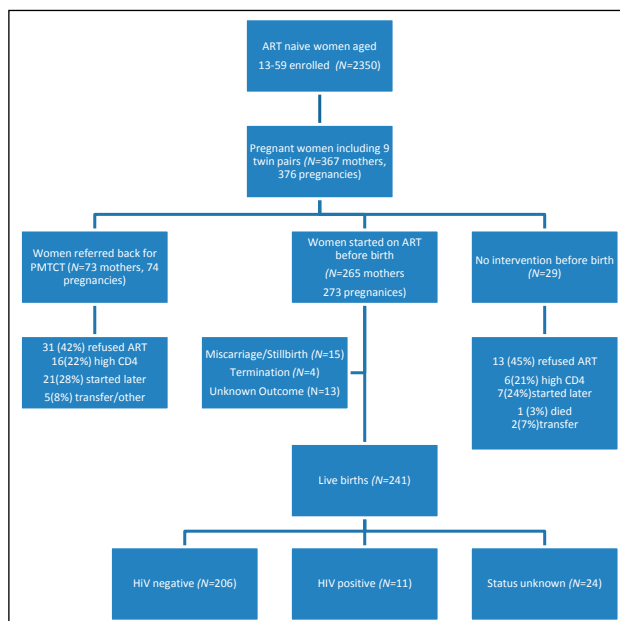 ART naive women aged
13-59 enrolled (N=2350)
Pregnant women including 9
twin pairs (N=367 mothers,
376 pregnancies)
Women referred back for
PMTCT (N=73 mothers, 74
pregnancies)
Women started on ART
before birth
(N=265 mothers
273 pregnanices)
No intervention before birth
(N=29)
31 (42%) refused ART
16(22%) high CD4
21(28%) started later
5(8%) transfer/other
Miscarriage/Stillbirth (N=15)
Termination (N=4)
Unknown Outcome (N=13)
13 (45%) refused ART
6(21%) high CD4
7(24%)started later
1 (3%) died
2(7%)transfer
Live births (N=241)
HiV negative (N=206)
HIV positive (N=11)
Status unknown (N=24)